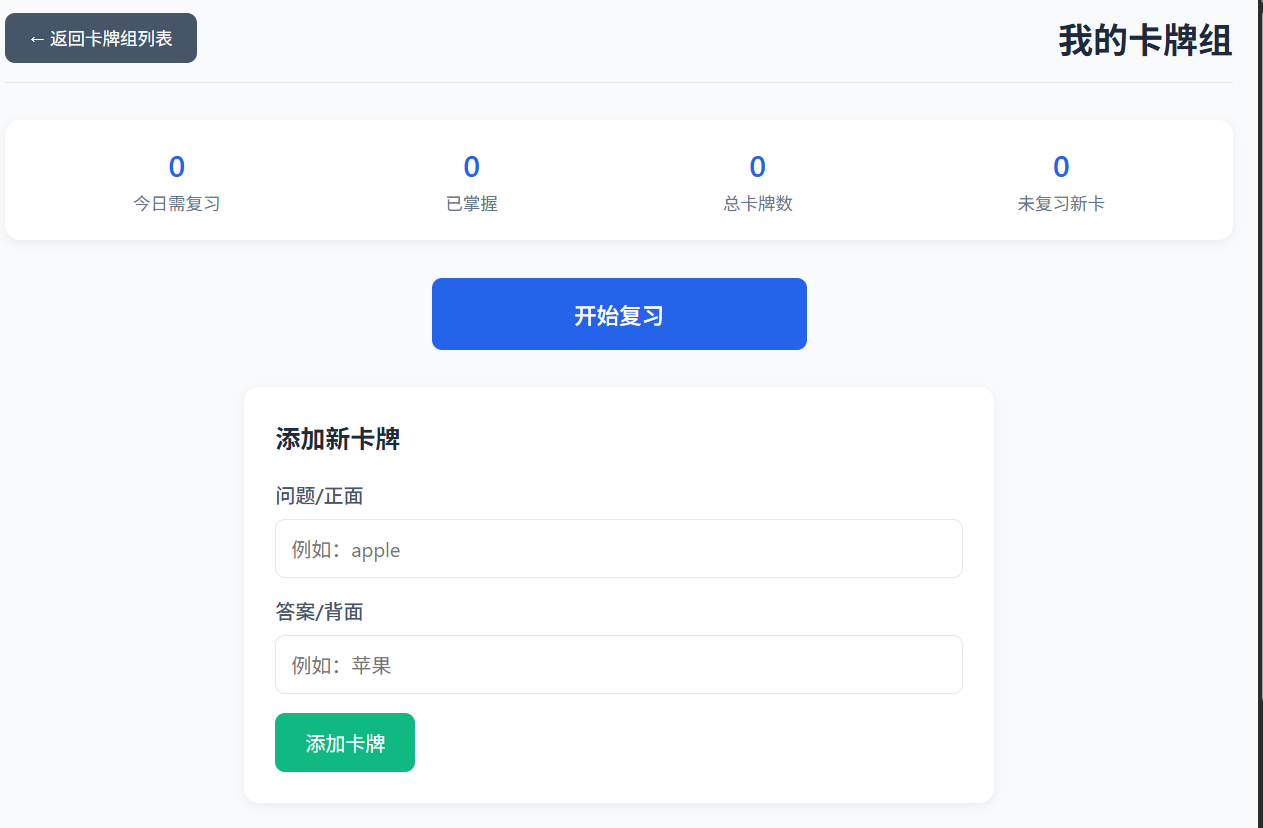 ← 返回卡牌组列表
我的卡牌组
0
今日需复习
0
已掌握
0
总卡牌数
0
未复习新卡
开始复习
添加新卡牌
问题/正面
例如：apple
答案/背面
例如：苹果
添加卡牌